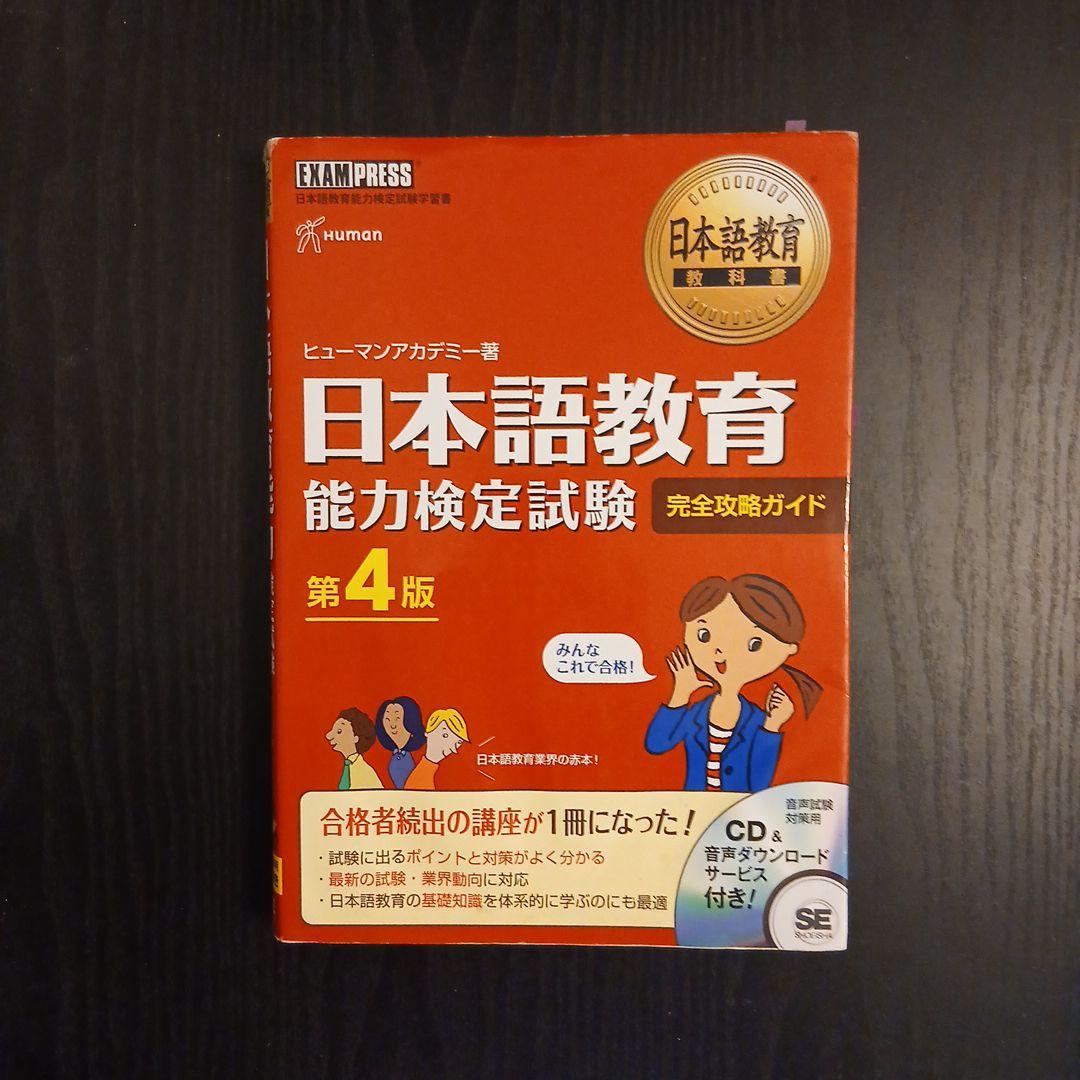 EXAMPRESS
日本語教育能力検定試験学習書
Human
日本語教育
教科書
ヒューマンアカデミー著
日本語教育
能力検定試験
完全攻略ガイド
第4版
みんな
これで合格!
日本語教育業界の赤本!
合格者続出の講座が1冊になった!
・試験に出るポイントと対策がよく分かる
・最新の試験・業界動向に対応
・日本語教育の基礎知識を体系的に学ぶのにも最適
音声試験
対策用
CD &
音声ダウンロード
サービス
付き!
SE
SHOEISHA